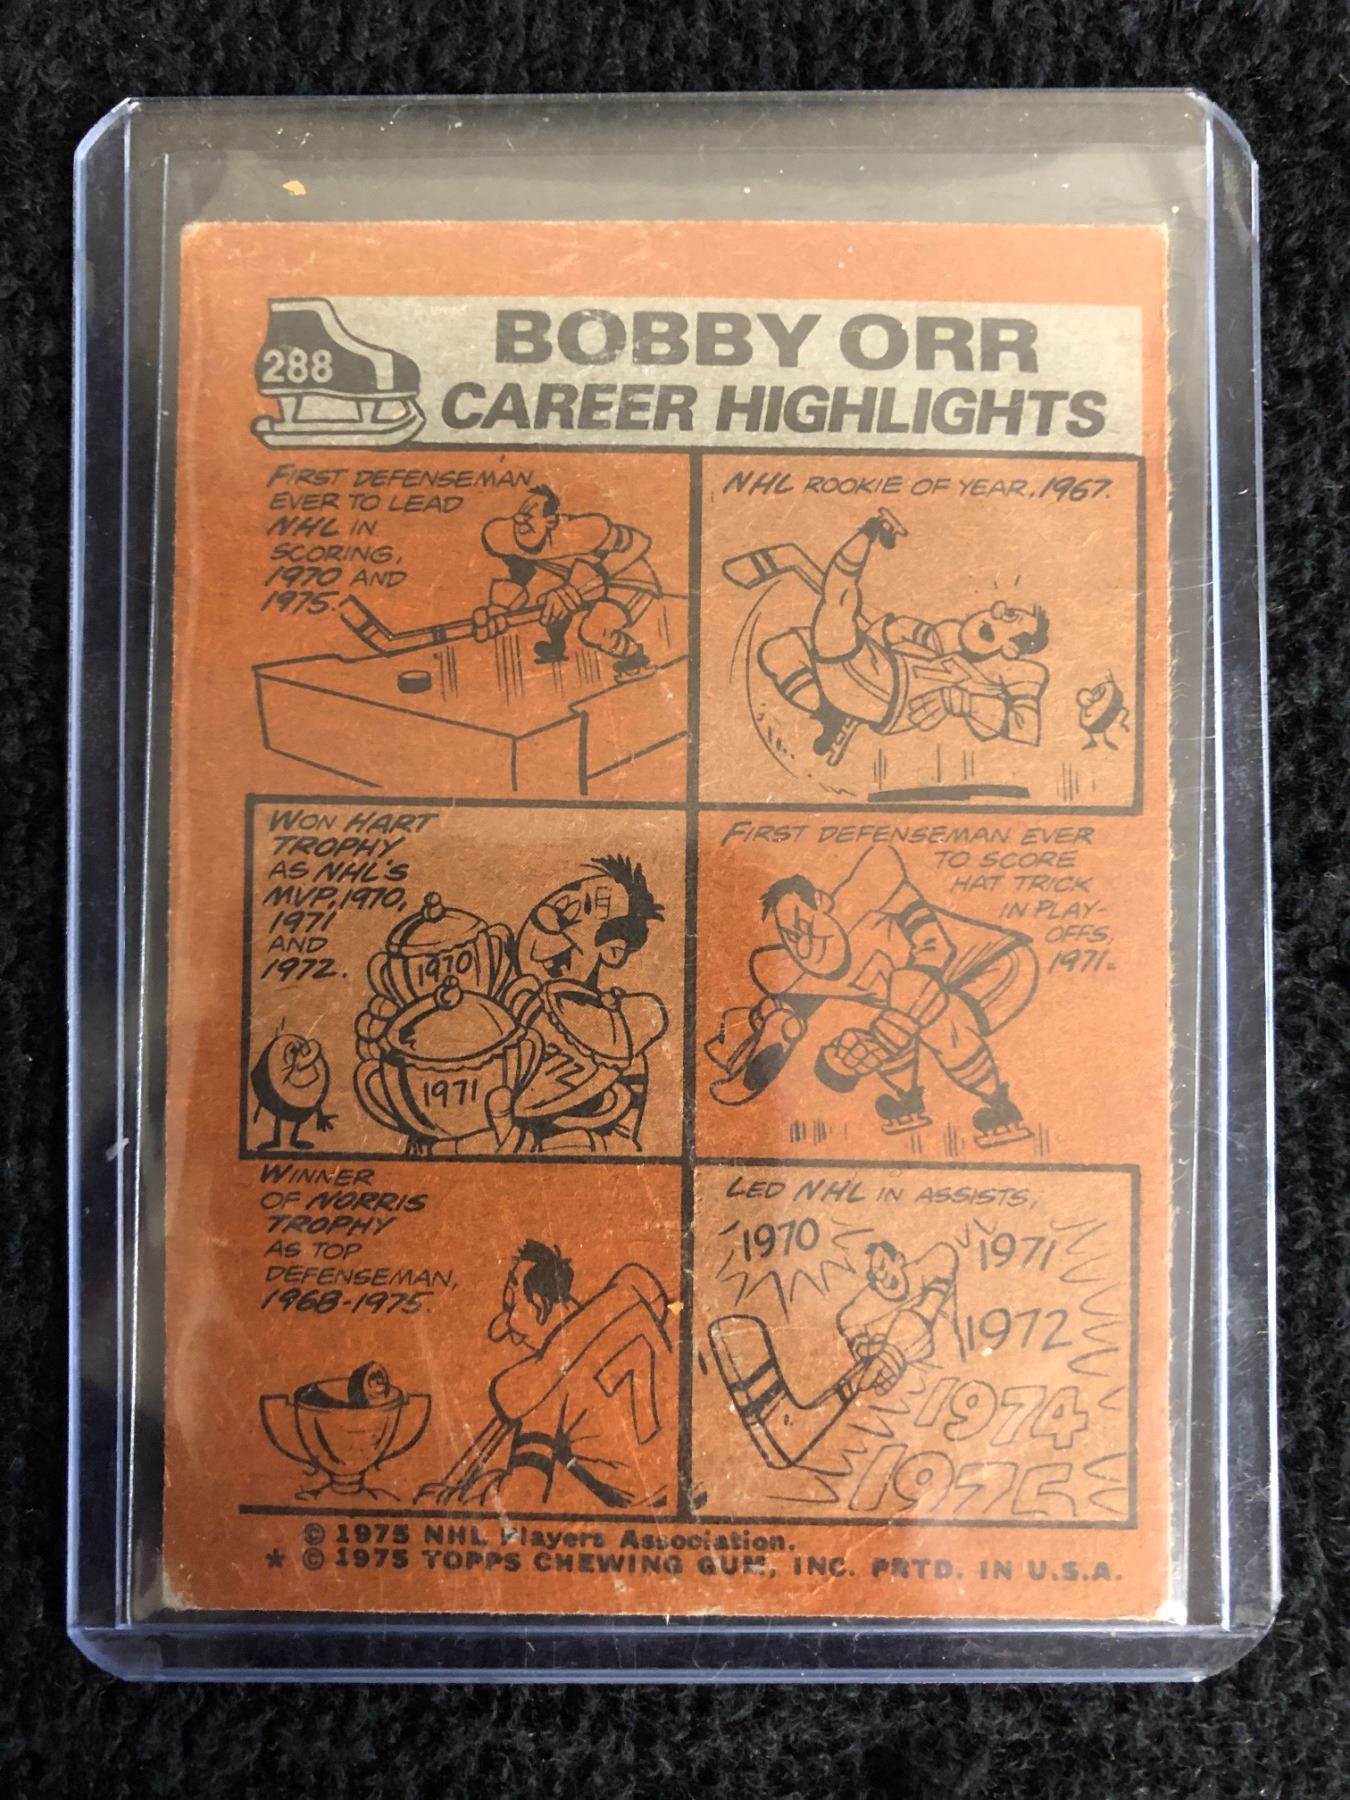 288
BOBBY ORR
CAREER HIGHLIGHTS
FIRST DEFENSEMAN
EVER TO LEAD
NHL IN
SCORING,
1970 AND
1975.
NHL ROOKIE OF YEAR, 1967.
7
WON HART
TROPHY
AS NHL'S
MVP, 1970,
1971
AND
1972.
1970
1971
72
FIRST DEFENSEMAN EVER
TO SCORE
HAT TRICK
IN PLAY-
OFFS,
1971.
7
WINNER
OF NORRIS
TROPHY
AS TOP
DEFENSEMAN,
1968-1975.
7
LED NHL IN ASSISTS,
1970
1971
1972
1974
1975
© 1975 NHL Players Association.
* © 1975 TOPPS CHEWING GUM, INC. PRTD. IN U.S.A.